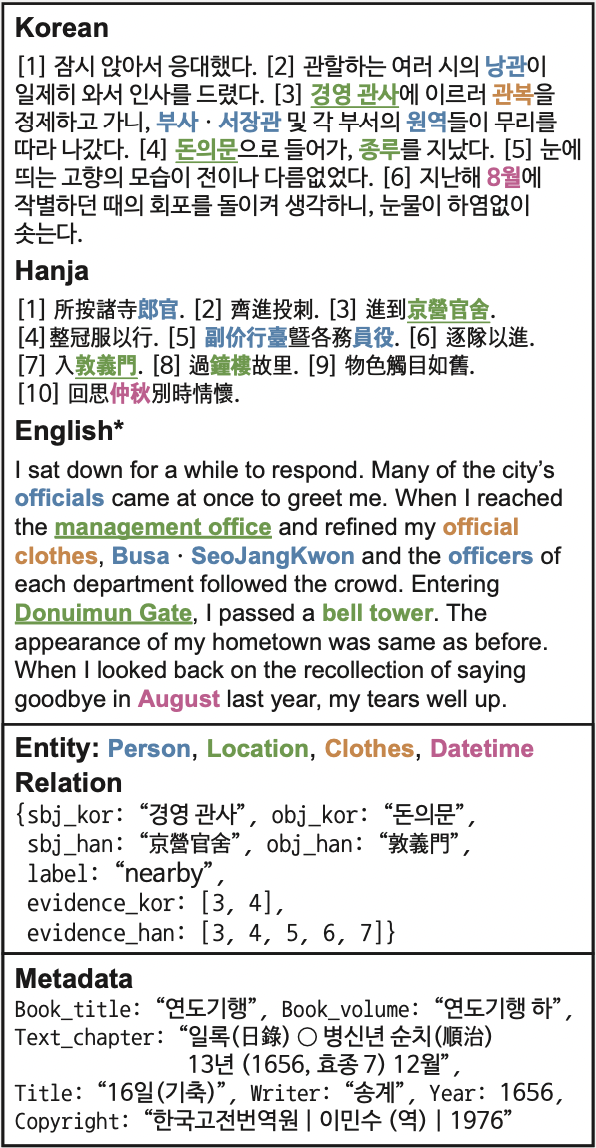 Korean
[1] 잠시 앉아서 응대했다. [2] 관할하는 여러 시의 낭관이
일제히 와서 인사를 드렸다. [3] 경영 관사에 이르러 관복을
정제하고 가니, 부사 · 서장관 및 각 부서의 원역들이 무리를
따라 나갔다. [4] 돈의문으로 들어가, 종루를 지났다. [5] 눈에
띄는 고향의 모습이 전이나 다름없었다. [6] 지난해 8월에
작별하던 때의 회포를 돌이켜 생각하니, 눈물이 하염없이
솟는다.
Hanja
[1] 所按諸寺郎官. [2] 齊進投刺. [3] 進到京營官舍.
[4] 整冠服以行. [5] 副价行臺曁各務員役. [6] 逐隊以進.
[7] 入敦義門. [8] 過鐘樓故里. [9] 物色觸目如舊.
[10] 回思仲秋別時情懷.
English*
I sat down for a while to respond. Many of the city's
officials came at once to greet me. When I reached
the management office and refined my official
clothes, Busa · SeoJangKwon and the officers of
each department followed the crowd. Entering
Donuimun Gate, I passed a bell tower. The
appearance of my hometown was same as before.
When I looked back on the recollection of saying
goodbye in August last year, my tears well up.
Entity: Person, Location, Clothes, Datetime
Relation
{sbj_kor: “경영 관사”, obj_kor: “돈의문”,
sbj_han: “京營官舍”, obj_han: “敦義門”,
label: “nearby”,
evidence_kor: [3, 4],
evidence_han: [3, 4, 5, 6, 7]}
Metadata
Book_title: “연도기행”, Book_volume: “연도기행 하”,
Text_chapter: “일록(日錄) ○ 병신년 순치(順治)
13년 (1656, 효종 7) 12월”,
Title: “16일(기축)”, Writer: “송계”, Year: 1656,
Copyright: “한국고전번역원 | 이민수 (역) | 1976”